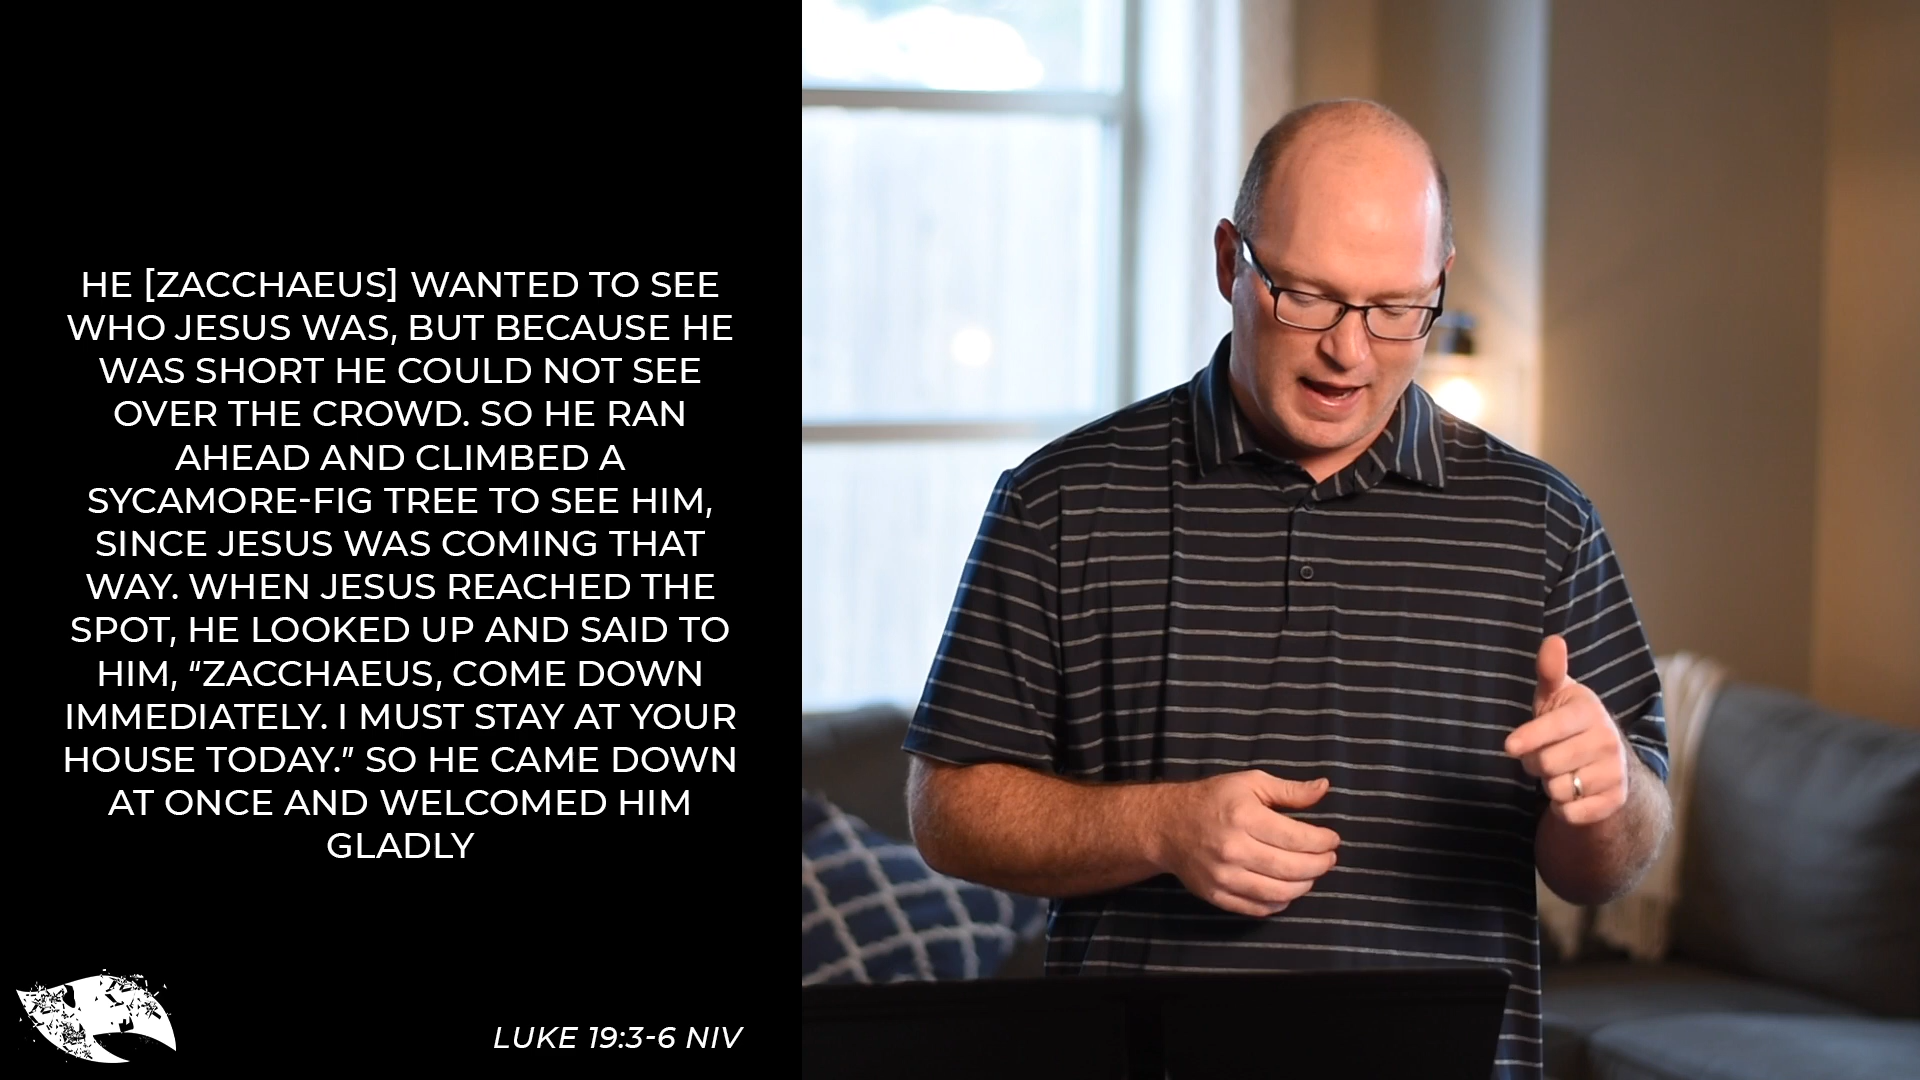 HE [ZACCHAEUS] WANTED TO SEE
WHO JESUS WAS, BUT BECAUSE HE
WAS SHORT HE COULD NOT SEE
OVER THE CROWD. SO HE RAN
AHEAD AND CLIMBED A
SYCAMORE-FIG TREE TO SEE HIM,
SINCE JESUS WAS COMING THAT
WAY. WHEN JESUS REACHED THE
SPOT, HE LOOKED UP AND SAID TO
HIM, “ZACCHAEUS, COME DOWN
IMMEDIATELY. I MUST STAY AT YOUR
HOUSE TODAY.” SO HE CAME DOWN
AT ONCE AND WELCOMED HIM
GLADLY
LUKE 19:3-6 NIV